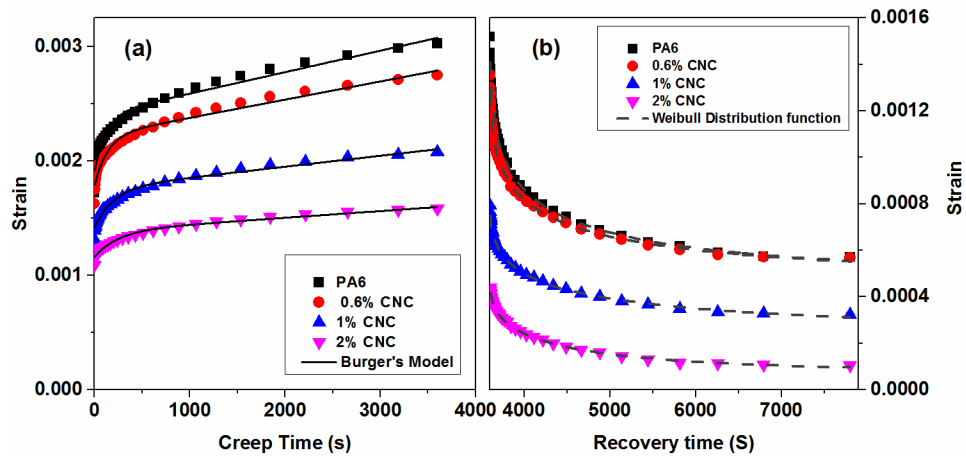 (a)
0.003
0.002
0.001
0.000
Strain
PA6
0.6% CNC
1% CNC
2% CNC
Burger's Model
0
1000
2000
3000
4000
Creep Time (s)
(b)
PA6
0.6% CNC
1% CNC
2% CNC
Weibull Distribution function
0.0016
0.0012
0.0008
0.0004
0.0000
Strain
4000
5000
6000
7000
Recovery time (S)